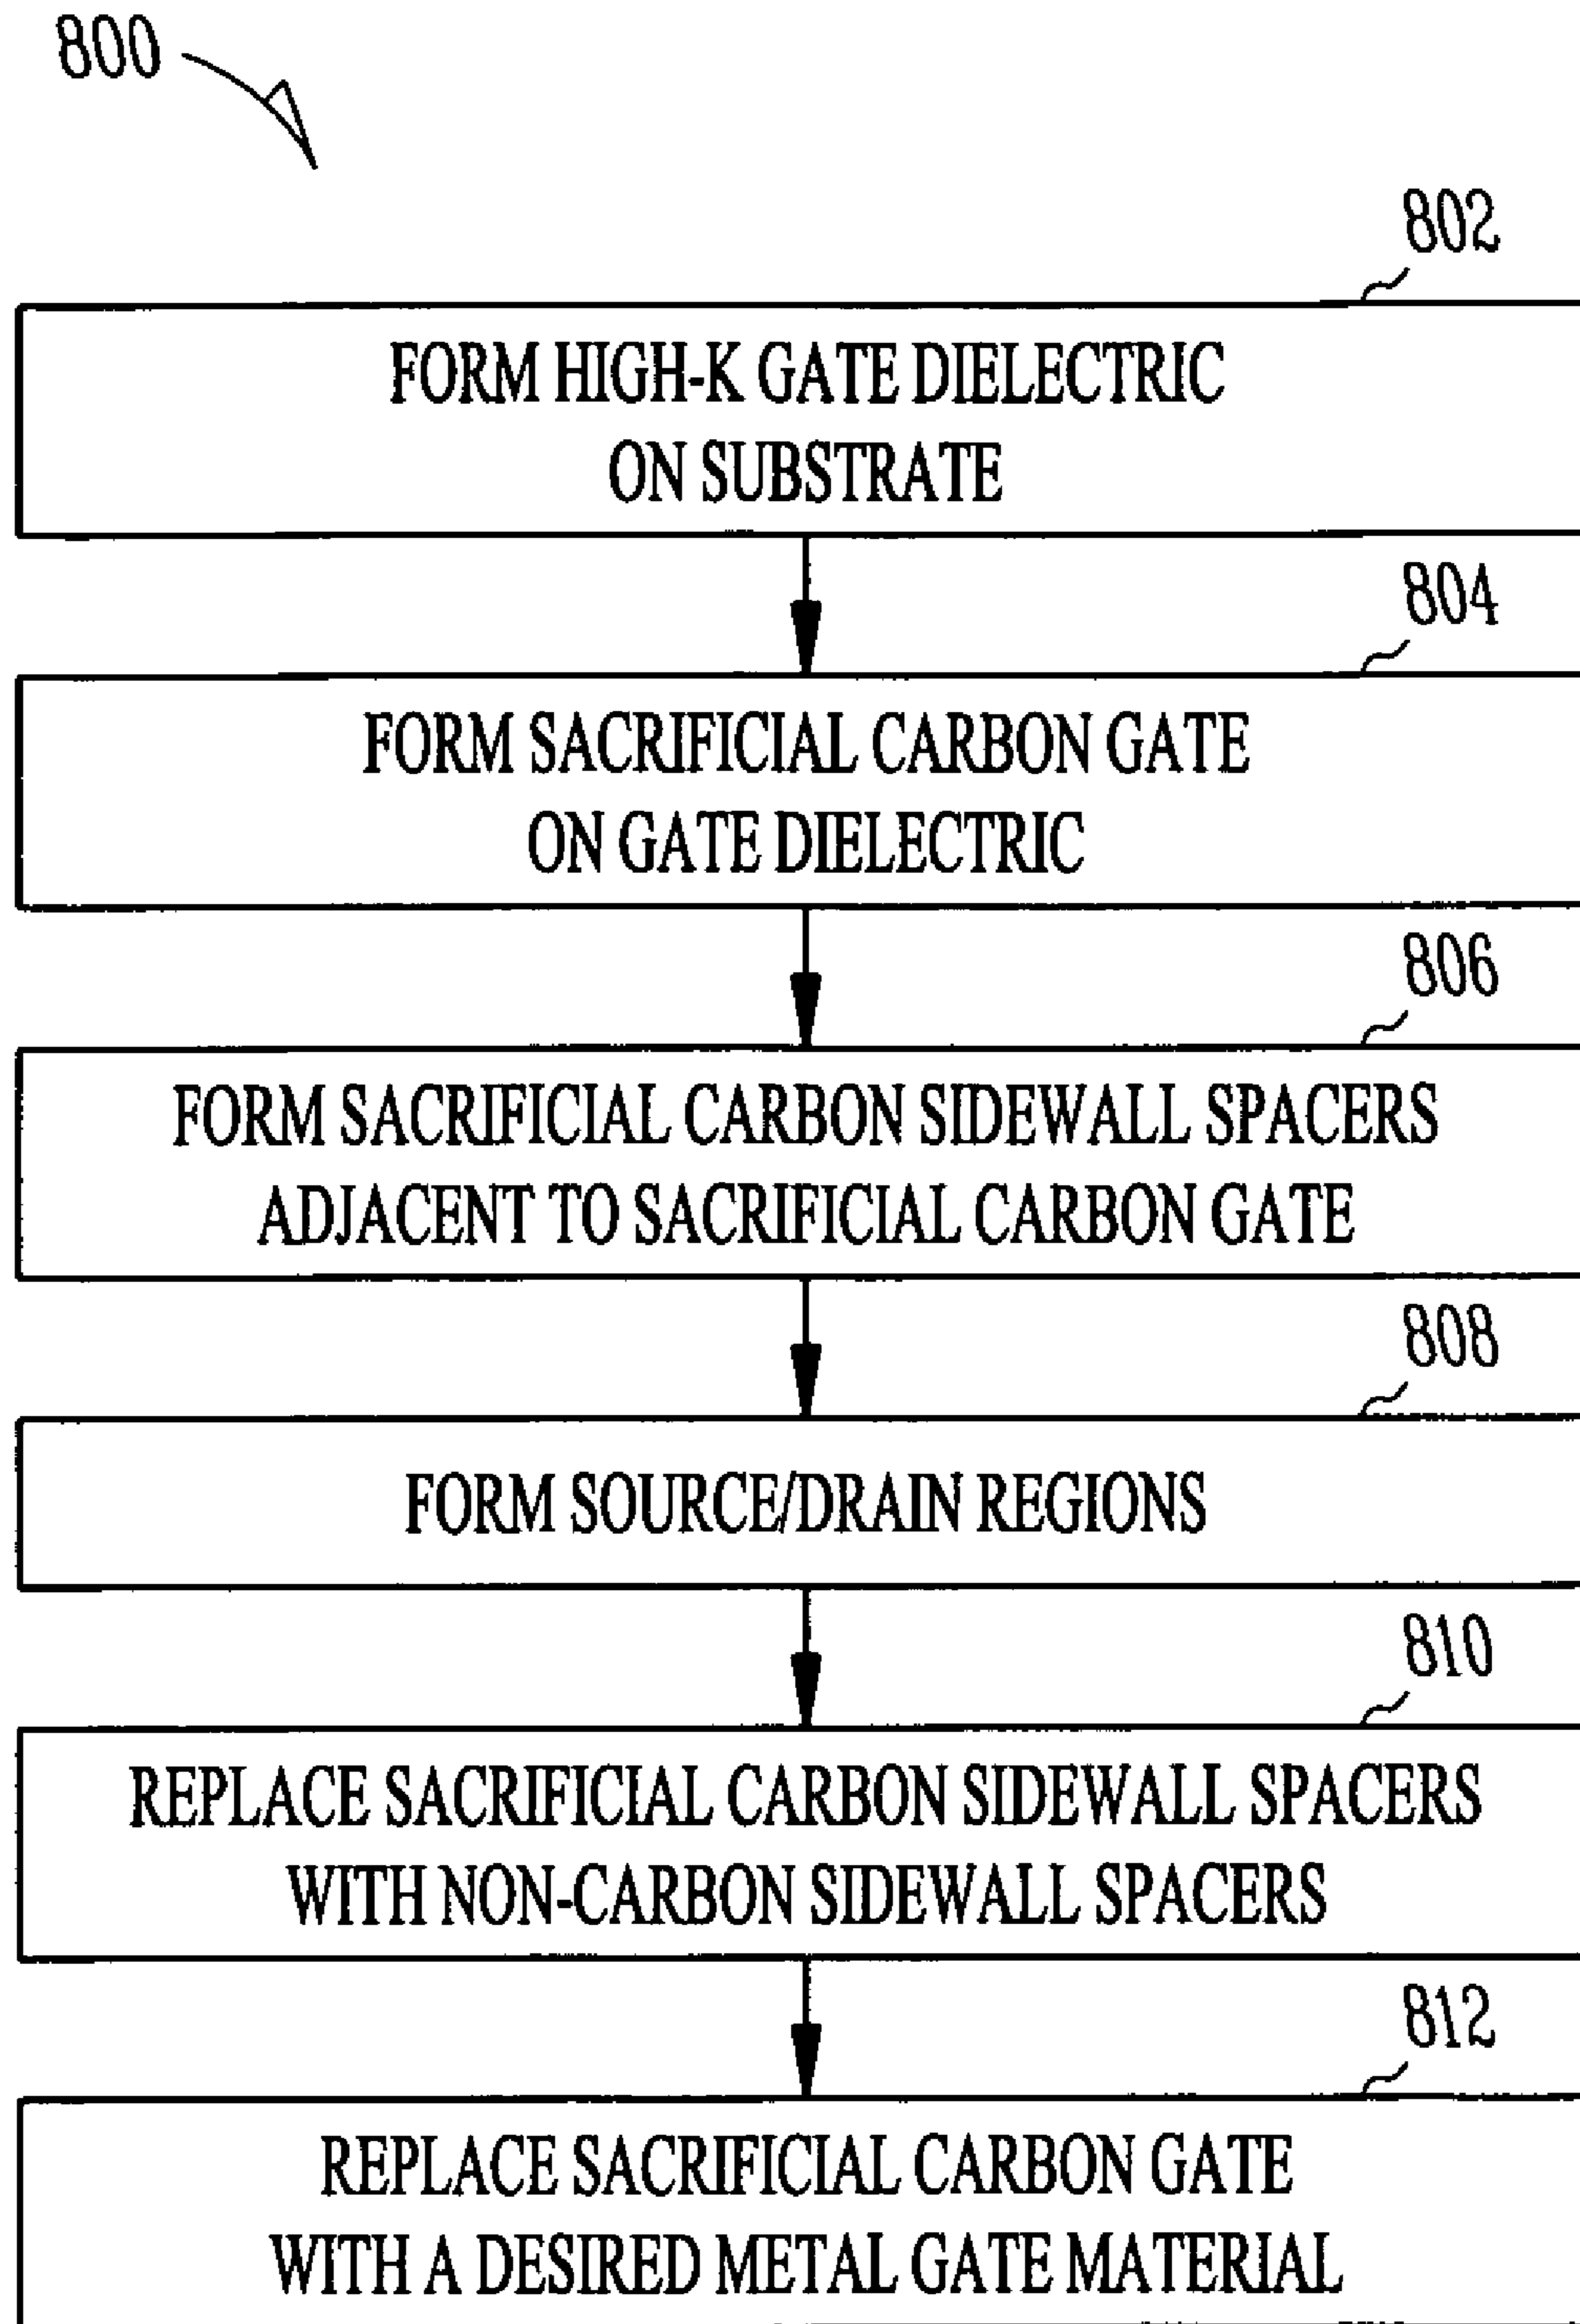 800
802
FORM HIGH-K GATE DIELECTRIC
ON SUBSTRATE
804
FORM SACRIFICIAL CARBON GATE
ON GATE DIELECTRIC
806
FORM SACRIFICIAL CARBON SIDEWALL SPACERS
ADJACENT TO SACRIFICIAL CARBON GATE
808
FORM SOURCE/DRAIN REGIONS
810
REPLACE SACRIFICIAL CARBON SIDEWALL SPACERS
WITH NON-CARBON SIDEWALL SPACERS
812
REPLACE SACRIFICIAL CARBON GATE
WITH A DESIRED METAL GATE MATERIAL